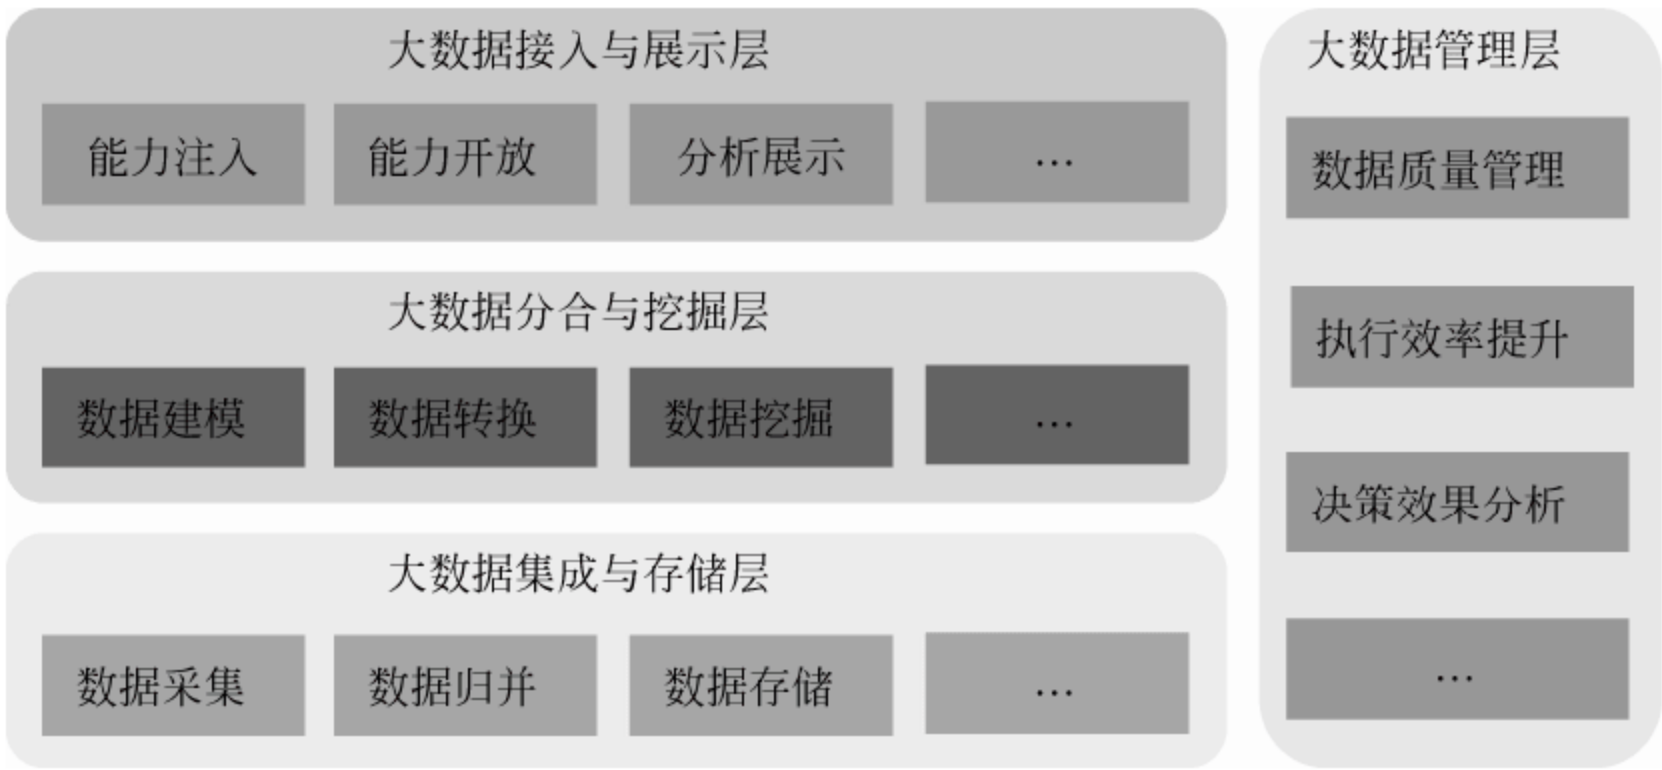 大数据接入与展示层
能力注入
能力开放
分析展示
...
大数据分合与挖掘层
数据建模
数据转换
数据挖掘
...
大数据集成与存储层
数据采集
数据归并
数据存储
...
大数据管理层
数据质量管理
执行效率提升
决策效果分析
...